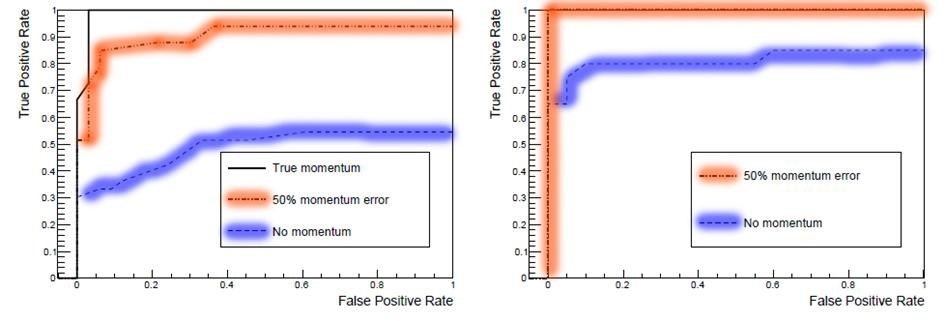 True Positive Rate
1
0.9
0.8
0.7
0.6
0.5
0.4
0.3
0.2
0.1
0
0 0.2 0.4 0.6 0.8 1
False Positive Rate
True momentum
50% momentum error
No momentum
True Positive Rate
1
0.9
0.8
0.7
0.6
0.5
0.4
0.3
0.2
0.1
0
0 0.2 0.4 0.6 0.8 1
False Positive Rate
50% momentum error
No momentum